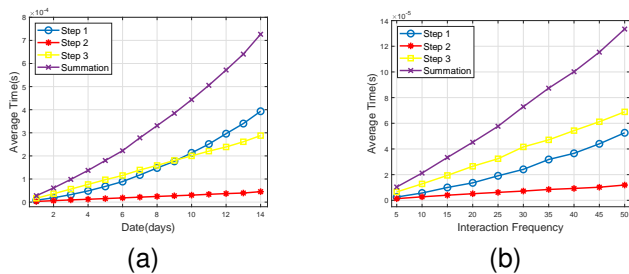 ×10⁻⁴
8
7
6
5
4
3
2
1
0
Average Time(s)
Step 1
Step 2
Step 3
Summation
2 4 6 8 10 12 14
Date(days)
(a)
×10⁻⁵
14
12
10
8
6
4
2
0
Average Time(s)
Step 1
Step 2
Step 3
Summation
5 10 15 20 25 30 35 40 45 50
Interaction Frequency
(b)